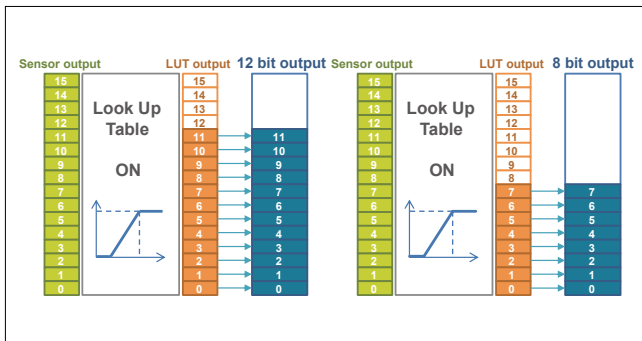 Sensor output LUT output 12 bit output Sensor output LUT output 8 bit output
15 15 15 15
14 14 14 14
13 13 13 13
12 12 12 12
Look Up Look Up
Table Table
11 11 11 11 11
10 10 10 10 10
9 9 9 9 9
ON ON
8 8 8 8 8
7 7 7 7 7 7
6 6 6 6 6 6
5 5 5 5 5 5
4 4 4 4 4 4
3 3 3 3 3 3
2 2 2 2 2 2
1 1 1 1 1 1
0 0 0 0 0 0